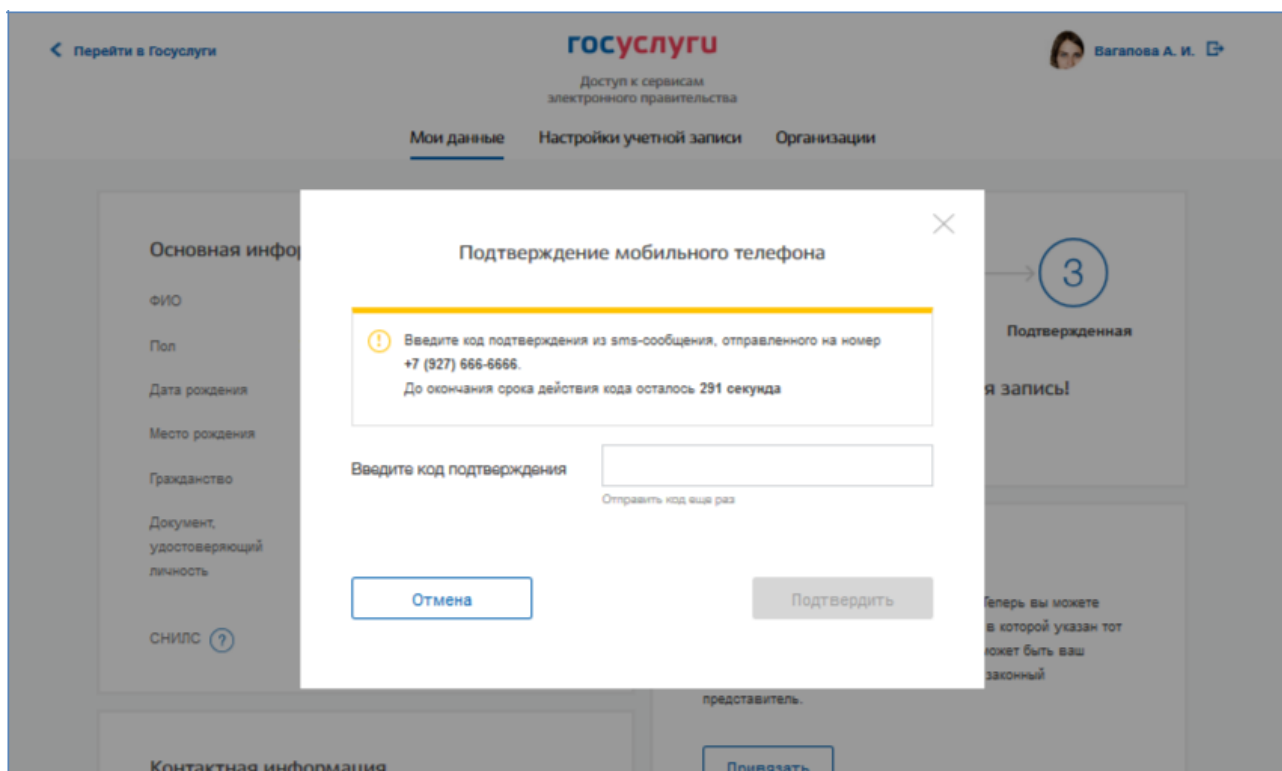 Перейти в Госуслуги
госуслуги
Вагапова А. И.
Доступ к сервисам
электронного правительства
Мои данные
Настройки учетной записи
Организации
Основная инфор
ФИО
Пол
Дата рождения
Место рождения
Гражданство
Документ,
удостоверяющий
личность
СНИЛС ?
Подтверждение мобильного телефона
Введите код подтверждения из sms-сообщения, отправленного на номер
+7 (927) 666-6666.
До окончания срока действия кода осталось 291 секунда
Введите код подтверждения
Отправить код еще раз
Отмена
Подтвердить
3
Подтвержденная
я запись!
Теперь вы можете
в которой указан тот
может быть ваш
законный
представитель.
Привязать
Контактная информация